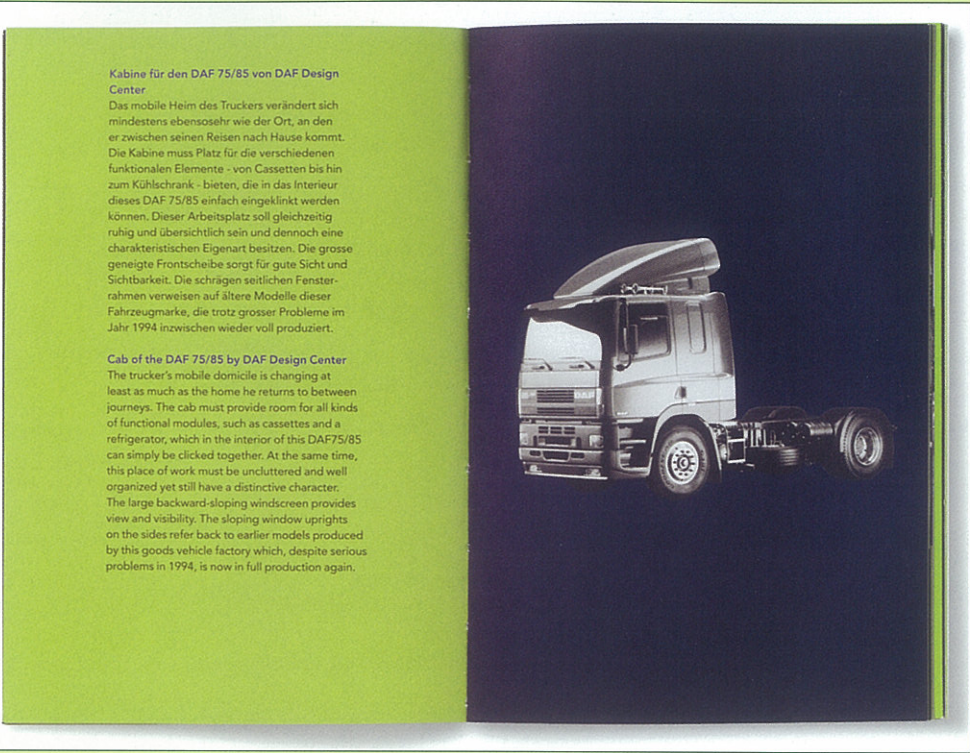 Kabine für den DAF 75/85 von DAF Design
Center
Das mobile Heim des Truckers verändert sich
mindestens ebensosehr wie der Ort, an den
er zwischen seinen Reisen nach Hause kommt.
Die Kabine muss Platz für die verschiedenen
funktionalen Elemente - von Cassetten bis hin
zum Kühlschrank - bieten, die in das Interieur
dieses DAF 75/85 einfach eingeklinkt werden
können. Dieser Arbeitsplatz soll gleichzeitig
ruhig und übersichtlich sein und dennoch eine
charakteristischen Eigenart besitzen. Die grosse
geneigte Frontscheibe sorgt für gute Sicht und
Sichtbarkeit. Die schrägen seitlichen Fenster-
rahmen verweisen auf ältere Modelle dieser
Fahrzeugmarke, die trotz grosser Probleme im
Jahr 1994 inzwischen wieder voll produziert.
Cab of the DAF 75/85 by DAF Design Center
The trucker's mobile domicile is changing at
least as much as the home he returns to between
journeys. The cab must provide room for all kinds
of functional modules, such as cassettes and a
refrigerator, which in the interior of this DAF75/85
can simply be clicked together. At the same time,
this place of work must be uncluttered and well
organized yet still have a distinctive character.
The large backward-sloping windscreen provides
view and visibility. The sloping window uprights
on the sides refer back to earlier models produced
by this goods vehicle factory which, despite serious
problems in 1994, is now in full production again.
DAF